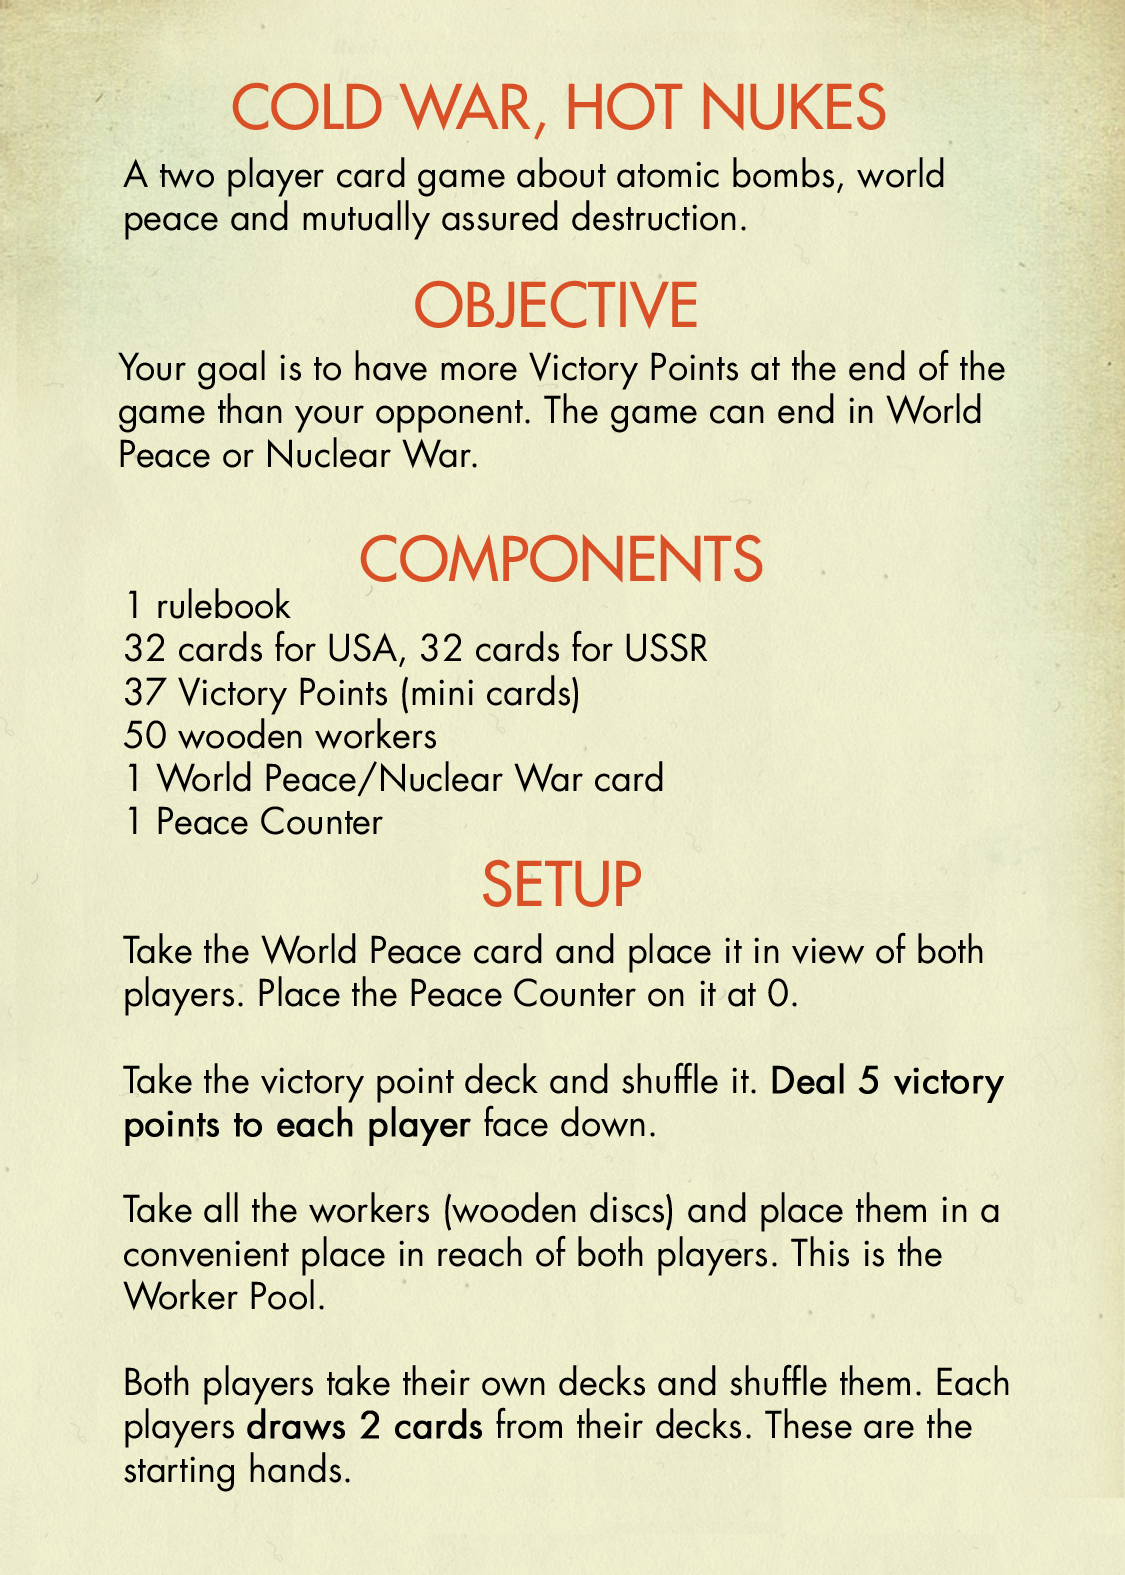 COLD WAR, HOT NUKES
A two player card game about atomic bombs, world
peace and mutually assured destruction.
OBJECTIVE
Your goal is to have more Victory Points at the end of the
game than your opponent. The game can end in World
Peace or Nuclear War.
COMPONENTS
1 rulebook
32 cards for USA, 32 cards for USSR
37 Victory Points (mini cards)
50 wooden workers
1 World Peace/Nuclear War card
1 Peace Counter
SETUP
Take the World Peace card and place it in view of both
players. Place the Peace Counter on it at 0.
Take the victory point deck and shuffle it. Deal 5 victory
points to each player face down.
Take all the workers (wooden discs) and place them in a
convenient place in reach of both players. This is the
Worker Pool.
Both players take their own decks and shuffle them. Each
players draws 2 cards from their decks. These are the
starting hands.